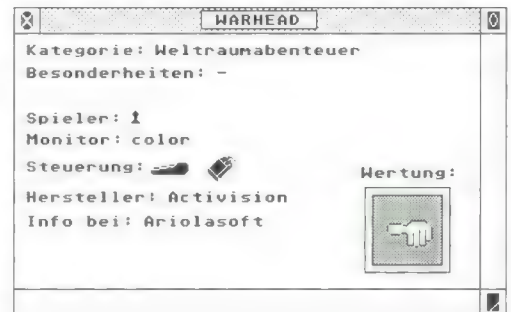 WARHEAD
Kategorie: Weltraumabenteuer
Besonderheiten: -
Spieler: 1
Monitor: color
Steuerung:
Wertung:
Hersteller: Activision
Info bei: Ariolasoft